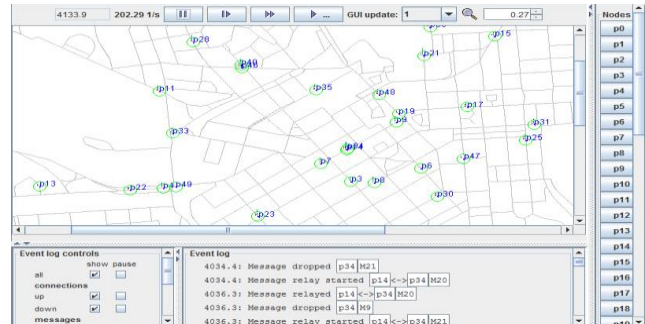 4133.9 202.29 1/s GUI update: 1 0.27
Nodes
p28
p15
p21
p40
p11
p35
p48
p17
p19
p9
p31
p33
p25
p7
p6
p47
p13
p22
p49
p3
p8
p30
p23
p0
p1
p2
p3
p4
p5
p6
p7
p8
p9
p10
p11
p12
p13
p14
p15
p16
p17
p18
Event log controls
show pause
all
connections
up
down
messages
Event log
4034.4: Message dropped p34 M21
4034.4: Message relay started p14<->p34 M20
4036.3: Message relayed p14<->p34 M20
4036.3: Message dropped p34 M9
4036.3: Message relay started p14<->p34 M21